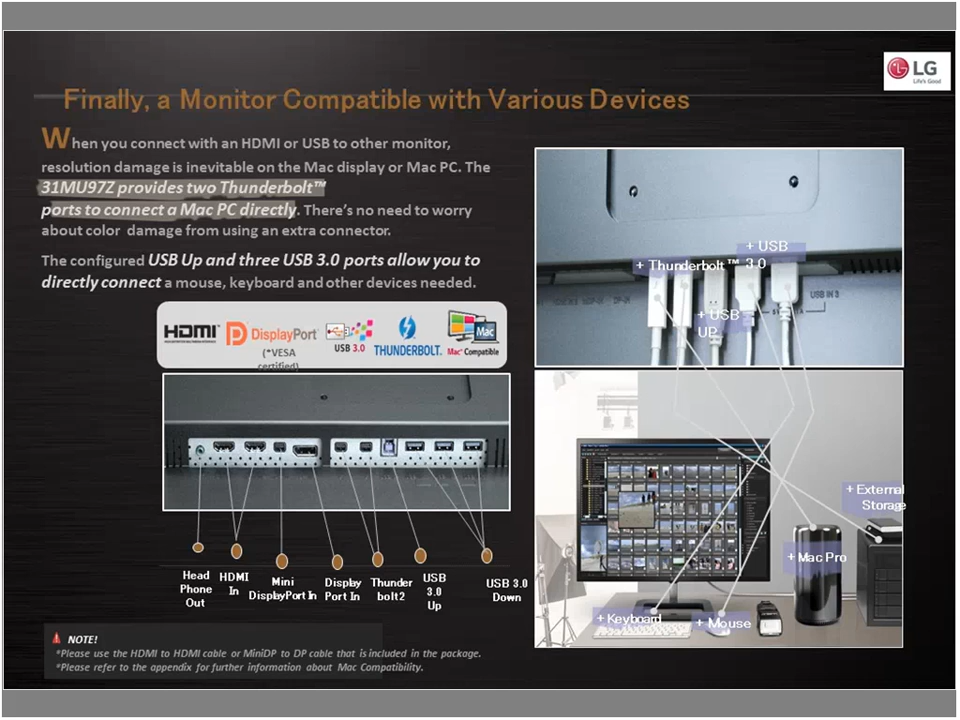 LG
Life's Good
Finally, a Monitor Compatible with Various Devices
When you connect with an HDMI or USB to other monitor,
resolution damage is inevitable on the Mac display or Mac PC. The
31MU97Z provides two Thunderbolt™
ports to connect a Mac PC directly. There's no need to worry
about color damage from using an extra connector.
The configured USB Up and three USB 3.0 ports allow you to
directly connect a mouse, keyboard and other devices needed.
HDMI™
DisplayPort
(*VESA
certified)
USB 3.0
THUNDERBOLT.
Mac
Mac® Compatible
+ USB
3.0
+ Thunderbolt™
+ USB
UP
USB IN 3
Head
Phone
Out
HDMI
In
Mini
DisplayPort In
Display
Port In
Thunder
bolt2
USB
3.0
Up
USB 3.0
Down
+ External
Storage
+ Mac Pro
+ Keyboard
+ Mouse
NOTE!
*Please use the HDMI to HDMI cable or MiniDP to DP cable that is included in the package.
*Please refer to the appendix for further information about Mac Compatibility.